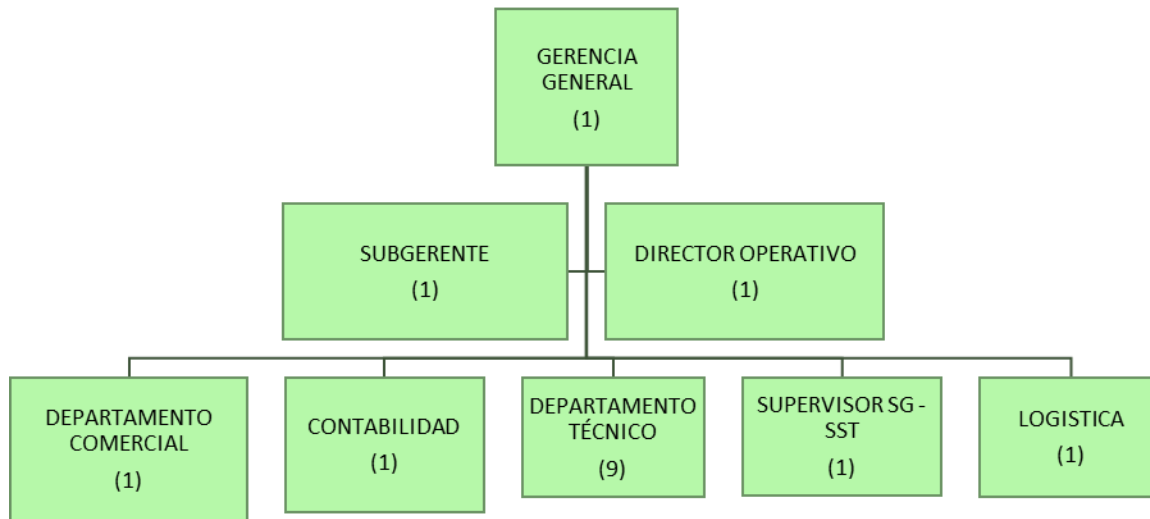 GERENCIA
GENERAL
(1)
SUBGERENTE
(1)
DIRECTOR OPERATIVO
(1)
DEPARTAMENTO
COMERCIAL
(1)
CONTABILIDAD
(1)
DEPARTAMENTO
TÉCNICO
(9)
SUPERVISOR SG -
SST
(1)
LOGISTICA
(1)